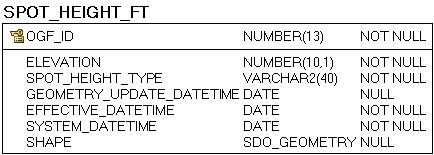 SPOT_HEIGHT_FT
OGF_ID NUMBER(13) NOT NULL
ELEVATION NUMBER(10,1) NOT NULL
SPOT_HEIGHT_TYPE VARCHAR2(40) NOT NULL
GEOMETRY_UPDATE_DATETIME DATE NULL
EFFECTIVE_DATETIME DATE NOT NULL
SYSTEM_DATETIME DATE NOT NULL
SHAPE SDO_GEOMETRY NULL